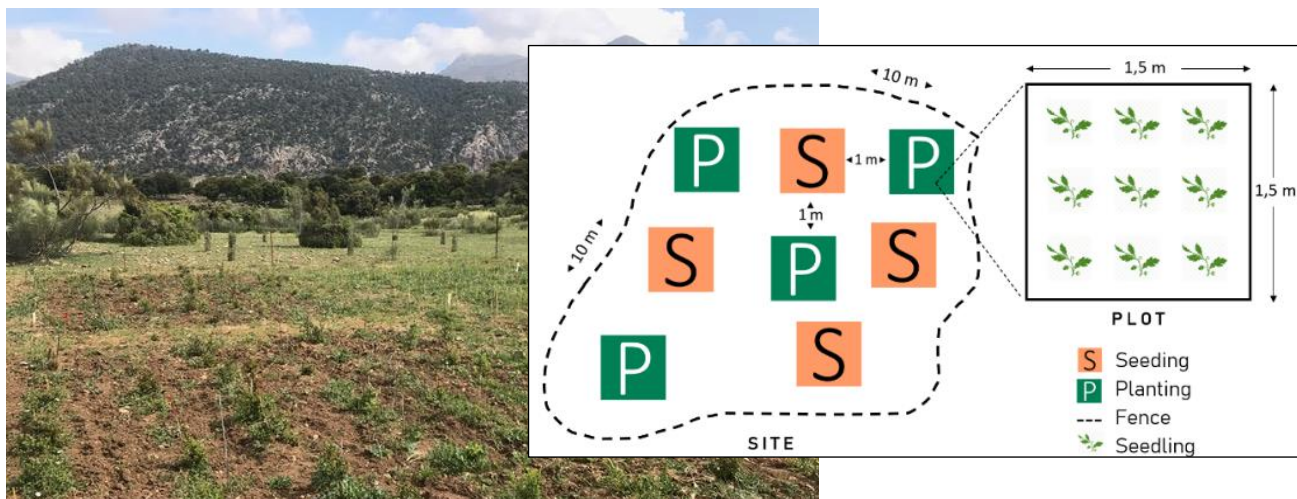 10 m
P
S
1 m
P
1 m
10 m
S
P
S
P
S
SITE
1,5 m
1,5 m
PLOT
S Seeding
P Planting
Fence
Seedling